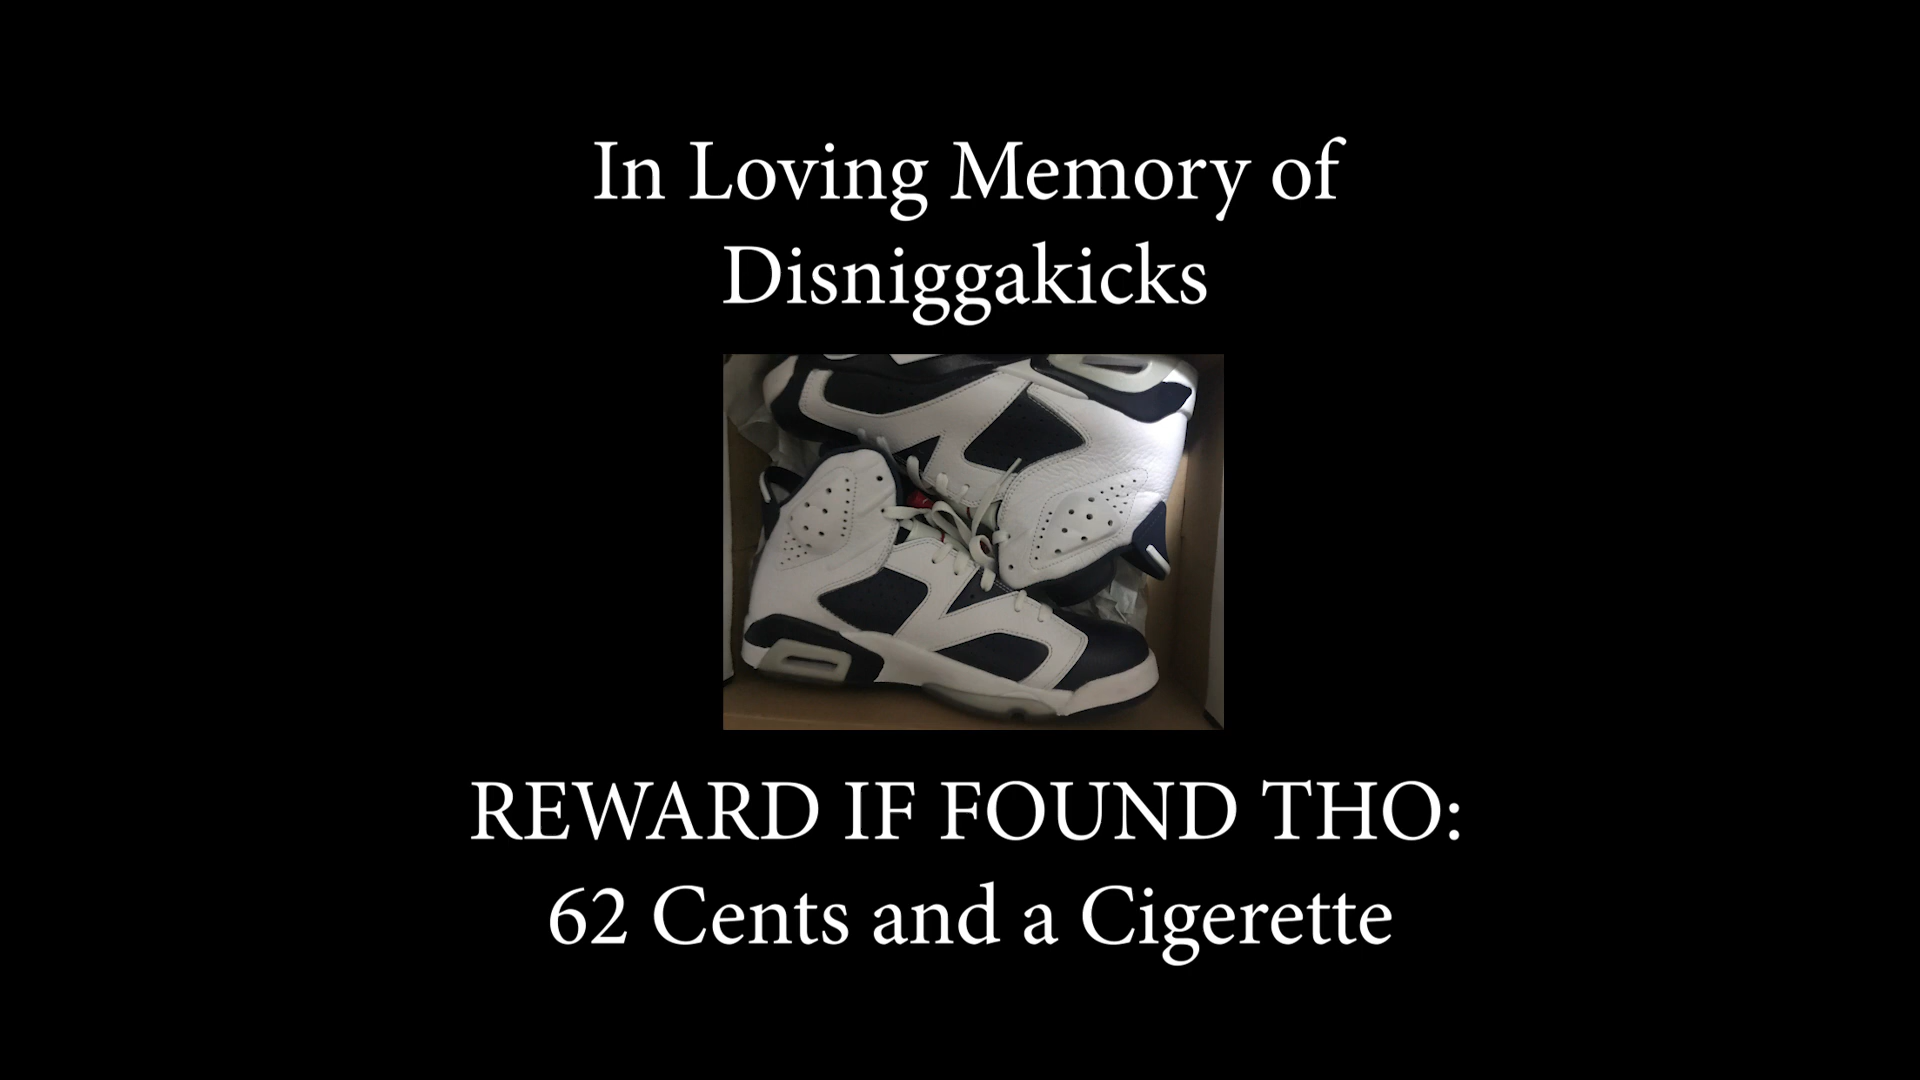 In Loving Memory of
Disniggakicks
REWARD IF FOUND THO:
62 Cents and a Cigerette